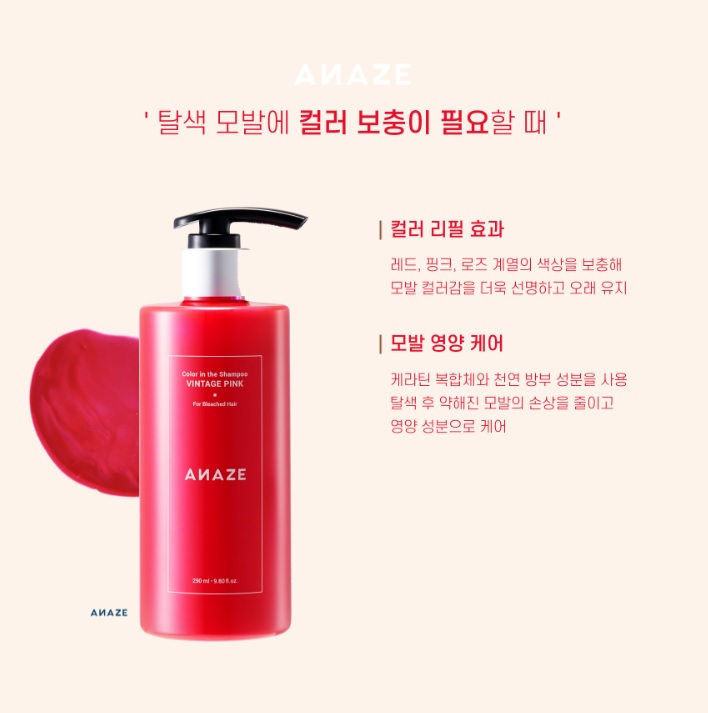 ANAZE
' 탈색 모발에 컬러 보충이 필요할 때 '
컬러 리필 효과
레드, 핑크, 로즈 계열의 색상을 보충해
모발 컬러감을 더욱 선명하고 오래 유지
모발 영양 케어
케라틴 복합체와 천연 방부 성분을 사용
탈색 후 약해진 모발의 손상을 줄이고
영양 성분으로 케어
Color in the Shampoo
VINTAGE PINK
For Bleached Hair
ANAZE
290 ml - 9.80 fl.oz.
ANAZE